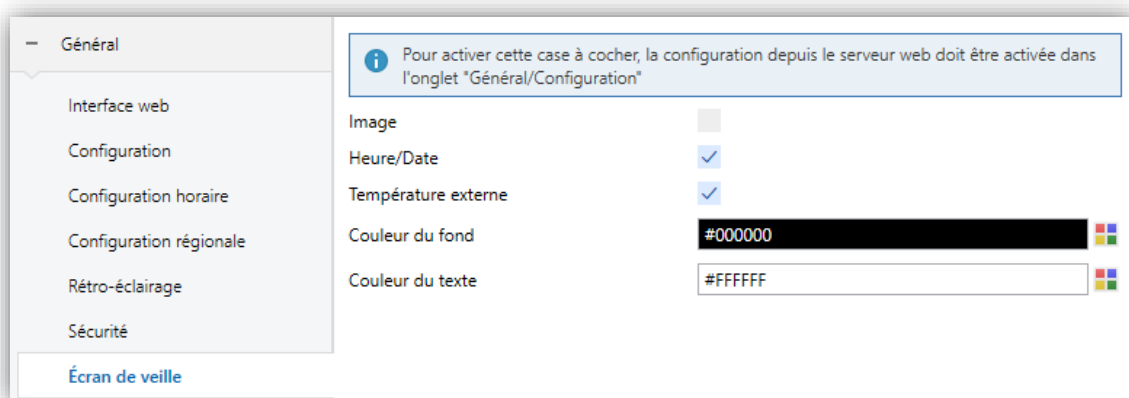 Général
Interface web
Configuration
Configuration horaire
Configuration régionale
Rétro-éclairage
Sécurité
Écran de veille
Pour activer cette case à cocher, la configuration depuis le serveur web doit être activée dans
l'onglet "Général/Configuration"
Image
Heure/Date
Température externe
Couleur du fond
#000000
Couleur du texte
#FFFFFF